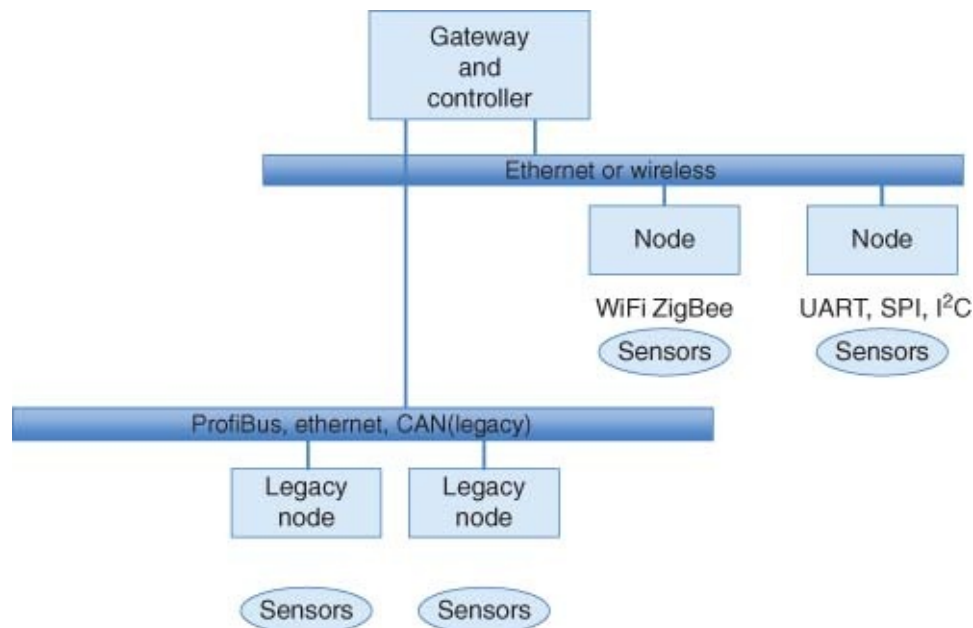 Gateway
and
controller
Ethernet or wireless
Node
Node
WiFi ZigBee
UART, SPI, I²C
Sensors
Sensors
ProfiBus, ethernet, CAN(legacy)
Legacy
node
Legacy
node
Sensors
Sensors